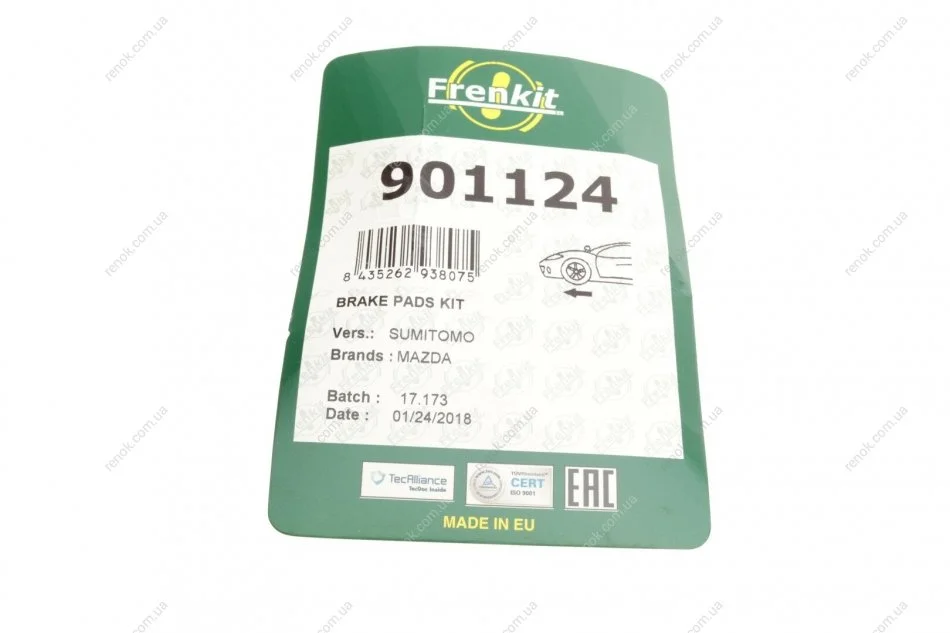 Frenkit
901124
8 435262 938075
BRAKE PADS KIT
Vers.: SUMITOMO
Brands : MAZDA
Batch : 17.173
Date : 01/24/2018
TecAlliance
TecDoc Inside
CERT
ISO 9001
EAC
MADE IN EU
renok.com.ua